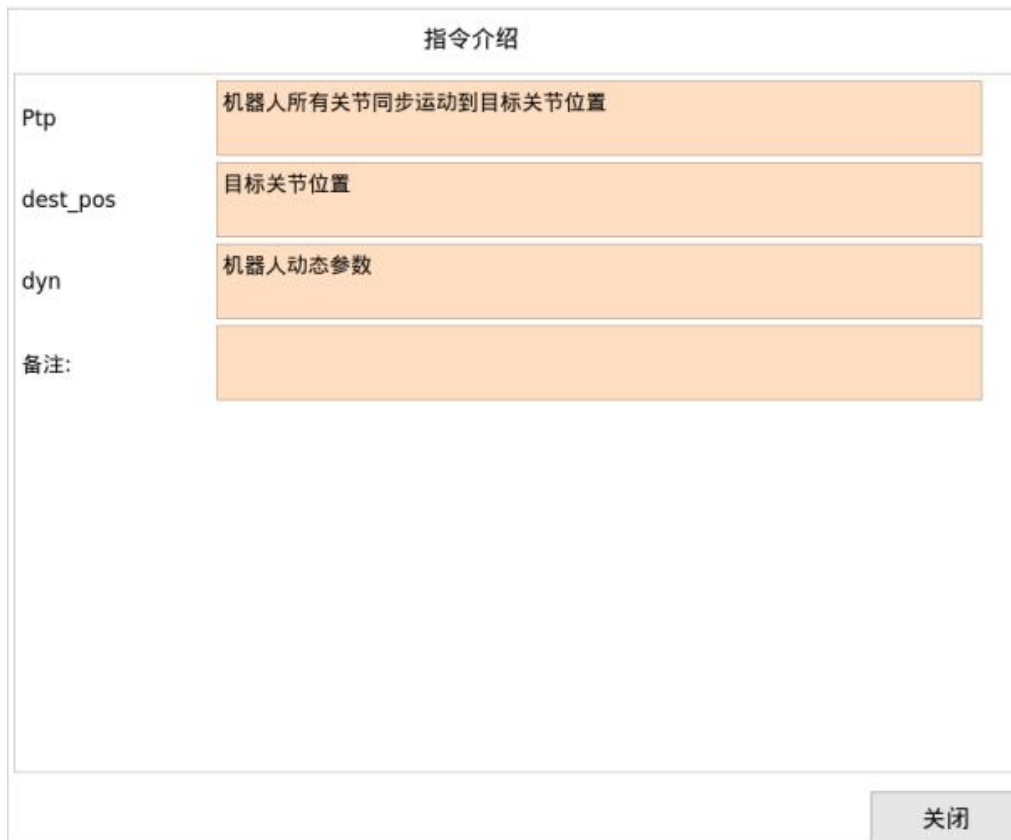 指令介绍
Ptp 机器人所有关节同步运动到目标关节位置
dest_pos 目标关节位置
dyn 机器人动态参数
备注:
关闭